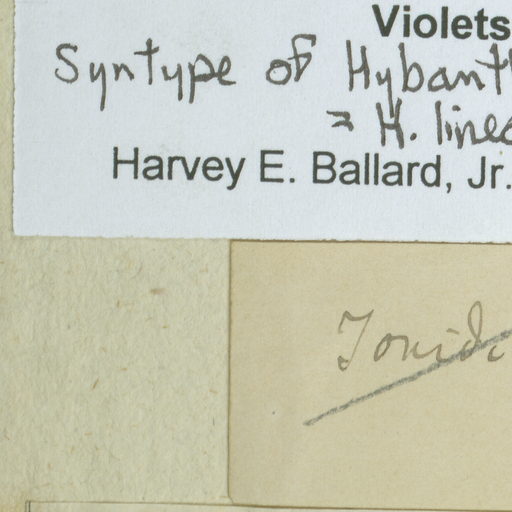 Violets
Syntype of Hybanth
= H. linea
Harvey E. Ballard, Jr.
Ionidi